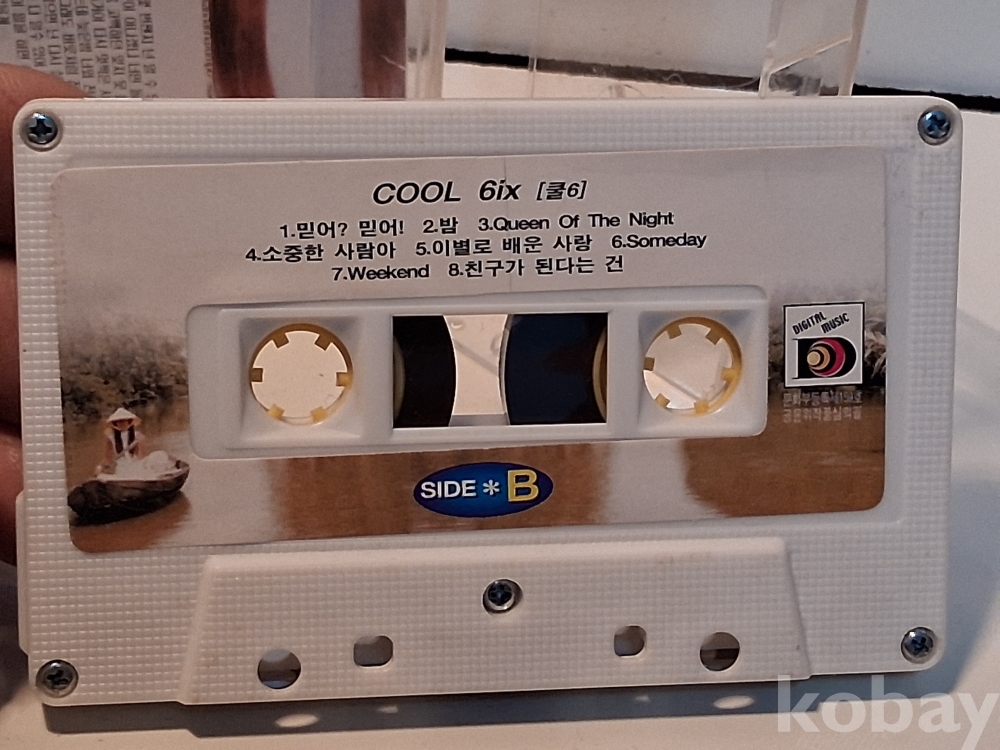 COOL 6ix [쿨6]
1.믿어? 믿어! 2.밤 3.Queen Of The Night
4.소중한 사람아 5.이별로 배운 사랑 6.Someday
7.Weekend 8.친구가 된다는 건
DIGITAL MUSIC
SIDE * B
kobay